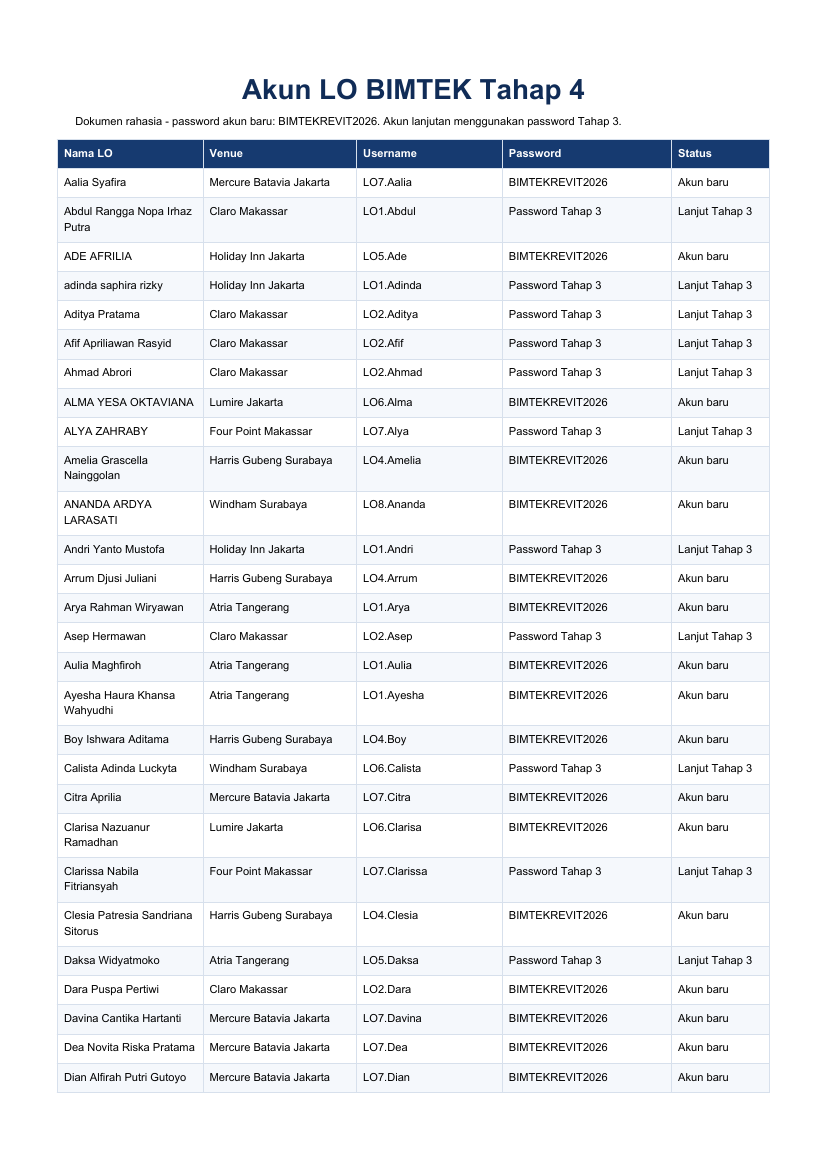 Akun LO BIMTEK Tahap 4
Dokumen rahasia - password akun baru: BIMTEKREVIT2026. Akun lanjutan menggunakan password Tahap 3.
Nama LO Venue Username Password Status
Aalia Syafira Mercure Batavia Jakarta LO7.Aalia BIMTEKREVIT2026 Akun baru
Abdul Rangga Nopa Irhaz Claro Makassar LO1.Abdul Password Tahap 3 Lanjut Tahap 3
Putra
ADE AFRILIA Holiday Inn Jakarta LO5.Ade BIMTEKREVIT2026 Akun baru
adinda saphira rizky Holiday Inn Jakarta LO1.Adinda Password Tahap 3 Lanjut Tahap 3
Aditya Pratama Claro Makassar LO2.Aditya Password Tahap 3 Lanjut Tahap 3
Afif Apriliawan Rasyid Claro Makassar LO2.Afif Password Tahap 3 Lanjut Tahap 3
Ahmad Abrori Claro Makassar LO2.Ahmad Password Tahap 3 Lanjut Tahap 3
ALMA YESA OKTAVIANA Lumire Jakarta LO6.Alma BIMTEKREVIT2026 Akun baru
ALYA ZAHRABY Four Point Makassar LO7.Alya Password Tahap 3 Lanjut Tahap 3
Amelia Grascella Harris Gubeng Surabaya LO4.Amelia BIMTEKREVIT2026 Akun baru
Nainggolan
ANANDA ARDYA Windham Surabaya LO8.Ananda BIMTEKREVIT2026 Akun baru
LARASATI
Andri Yanto Mustofa Holiday Inn Jakarta LO1.Andri Password Tahap 3 Lanjut Tahap 3
Arrum Djusi Juliani Harris Gubeng Surabaya LO4.Arrum BIMTEKREVIT2026 Akun baru
Arya Rahman Wiryawan Atria Tangerang LO1.Arya BIMTEKREVIT2026 Akun baru
Asep Hermawan Claro Makassar LO2.Asep Password Tahap 3 Lanjut Tahap 3
Aulia Maghfiroh Atria Tangerang LO1.Aulia BIMTEKREVIT2026 Akun baru
Ayesha Haura Khansa Atria Tangerang LO1.Ayesha BIMTEKREVIT2026 Akun baru
Wahyudhi
Boy Ishwara Aditama Harris Gubeng Surabaya LO4.Boy BIMTEKREVIT2026 Akun baru
Calista Adinda Luckyta Windham Surabaya LO6.Calista Password Tahap 3 Lanjut Tahap 3
Citra Aprilia Mercure Batavia Jakarta LO7.Citra BIMTEKREVIT2026 Akun baru
Clarisa Nazuanur Lumire Jakarta LO6.Clarisa BIMTEKREVIT2026 Akun baru
Ramadhan
Clarissa Nabila Four Point Makassar LO7.Clarissa Password Tahap 3 Lanjut Tahap 3
Fitriansyah
Clesia Patresia Sandriana Harris Gubeng Surabaya LO4.Clesia BIMTEKREVIT2026 Akun baru
Sitorus
Daksa Widyatmoko Atria Tangerang LO5.Daksa Password Tahap 3 Lanjut Tahap 3
Dara Puspa Pertiwi Claro Makassar LO2.Dara BIMTEKREVIT2026 Akun baru
Davina Cantika Hartanti Mercure Batavia Jakarta LO7.Davina BIMTEKREVIT2026 Akun baru
Dea Novita Riska Pratama Mercure Batavia Jakarta LO7.Dea BIMTEKREVIT2026 Akun baru
Dian Alfirah Putri Gutoyo Mercure Batavia Jakarta LO7.Dian BIMTEKREVIT2026 Akun baru